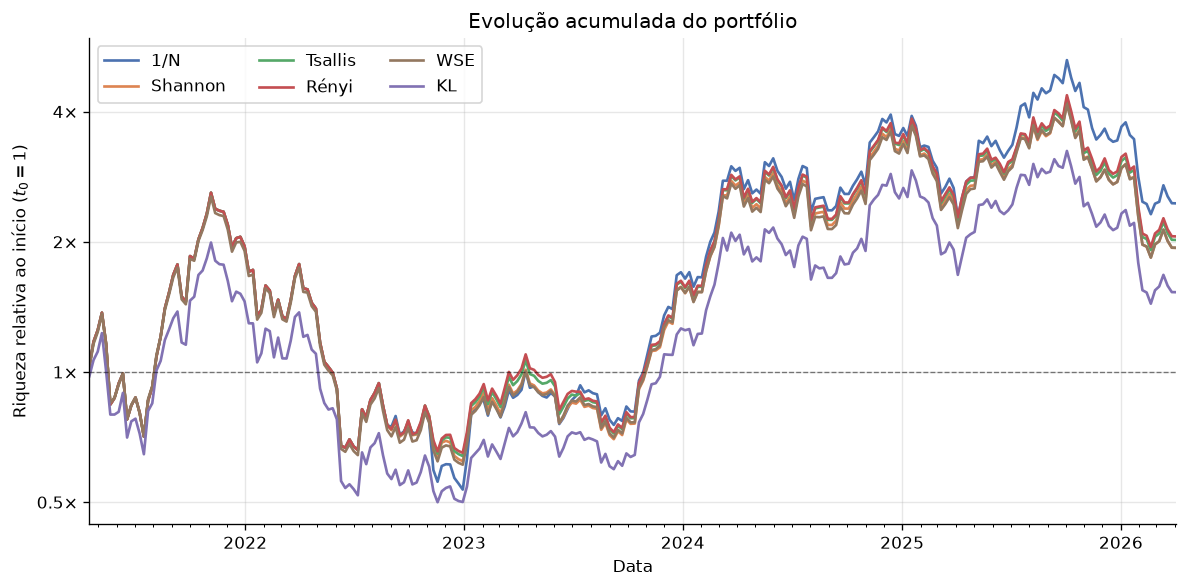 Evolução acumulada do portfólio
1/N
Shannon
Tsallis
Rényi
WSE
KL
Riqueza relativa ao início (t₀ = 1)
4×
2×
1×
0.5×
2022
2023
2024
2025
2026
Data